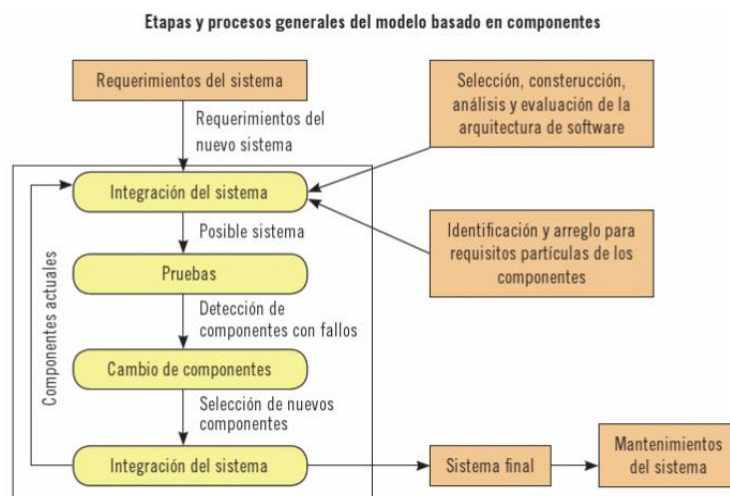 Etapas y procesos generales del modelo basado en componentes
Requerimientos del sistema
Selección, consterucción,
análisis y evaluación de la
arquitectura de software
Requerimientos del
nuevo sistema
Integración del sistema
Posible sistema
Identificación y arreglo para
requisitos partículas de los
componentes
Pruebas
Componentes actuales
Detección de
componentes con fallos
Cambio de componentes
Selección de nuevos
componentes
Integración del sistema
Sistema final
Mantenimientos
del sistema